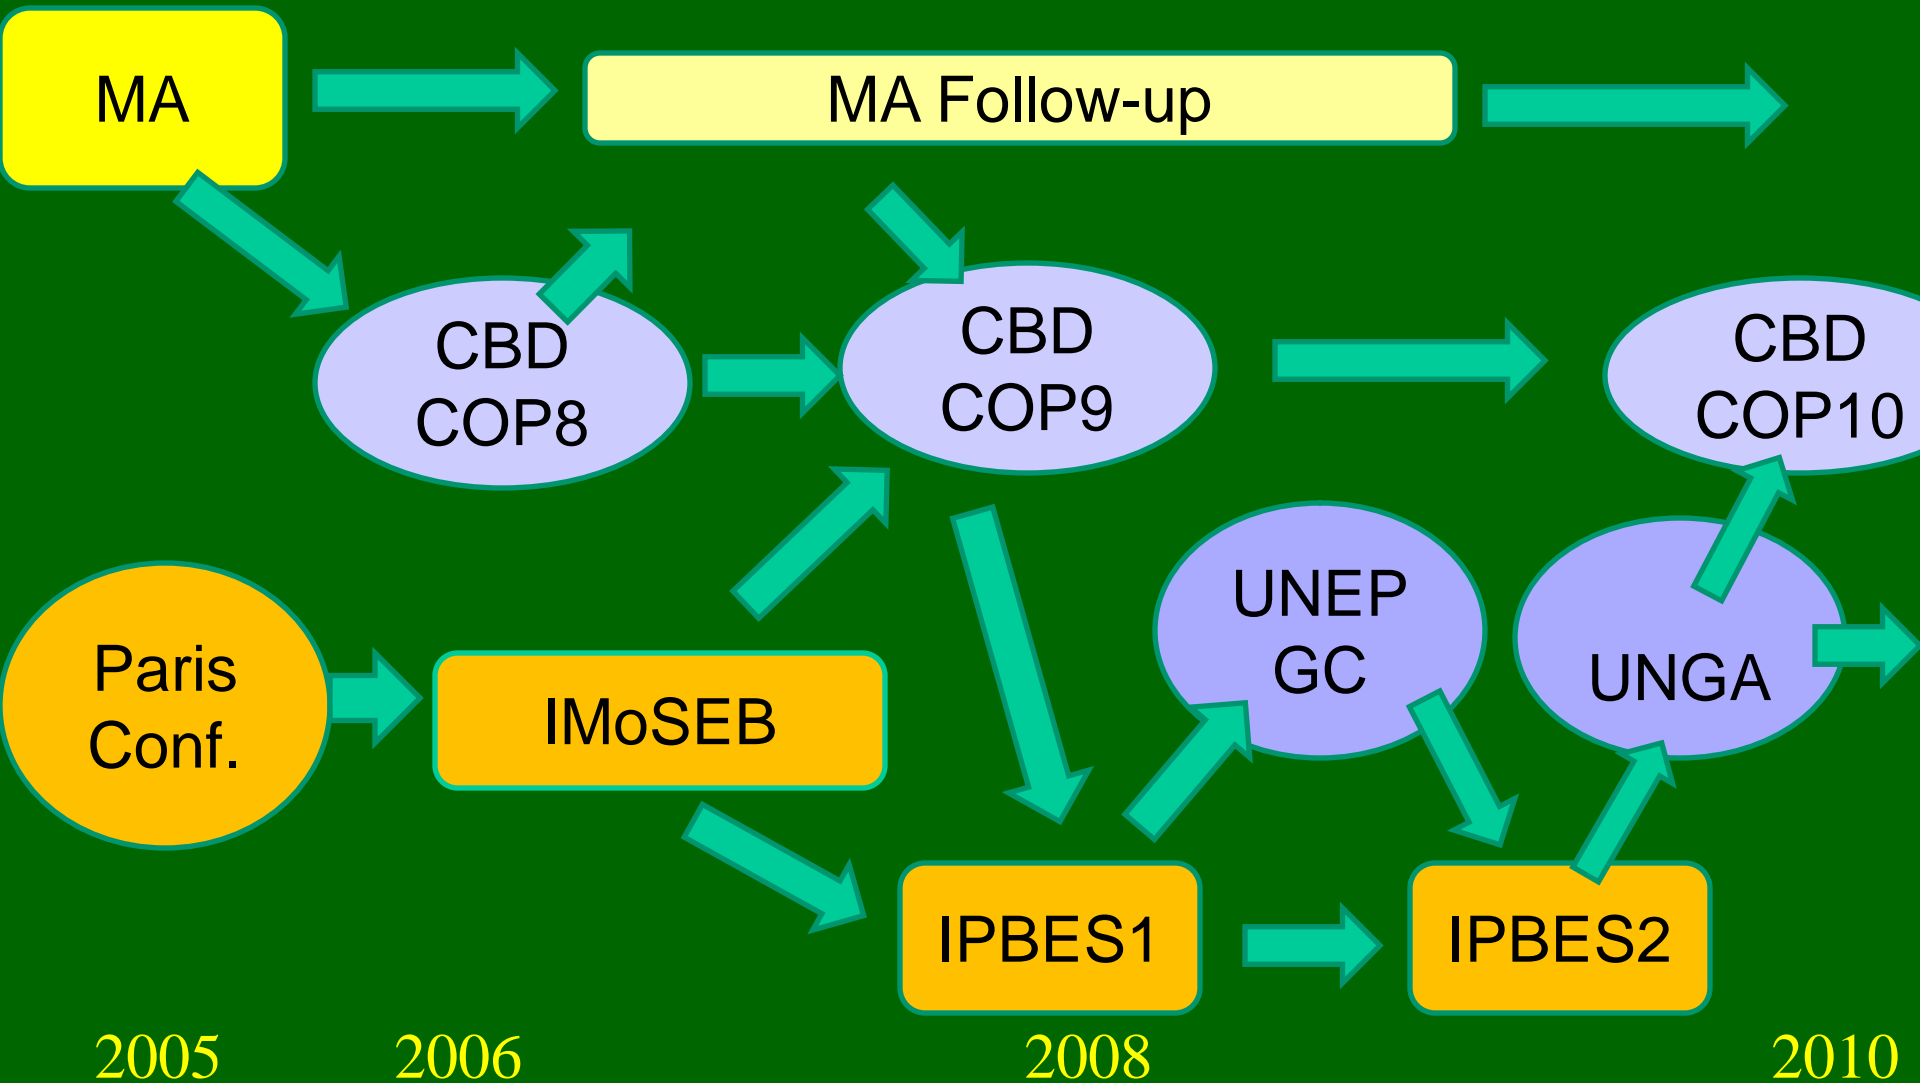 MA
MA Follow-up
CBD
COP8
CBD
COP9
CBD
COP10
Paris
Conf.
IMoSEB
UNEP
GC
UNGA
IPBES1
IPBES2
2005
2006
2008
2010